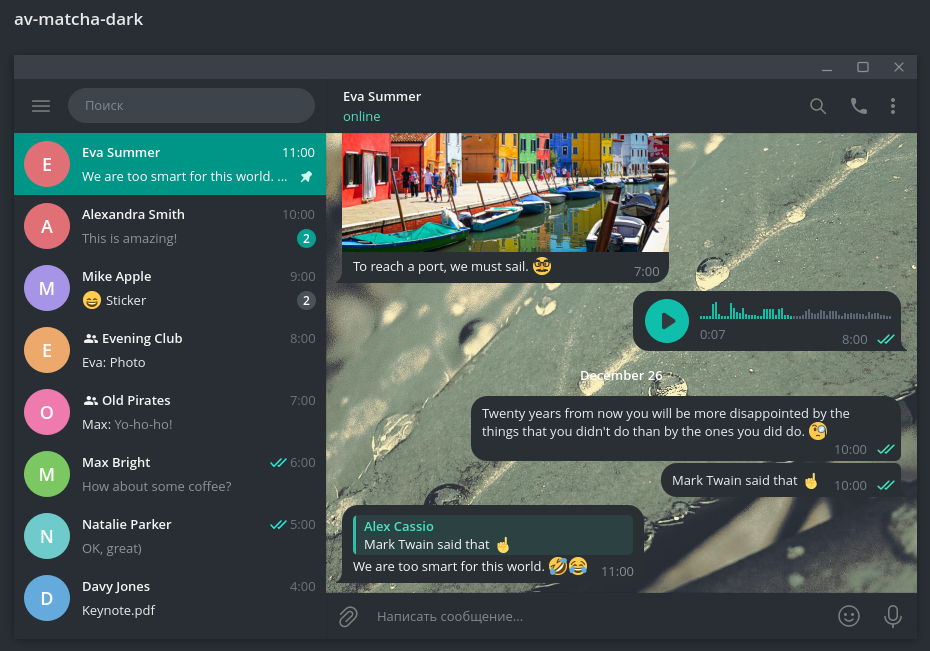 av-matcha-dark
Поиск
Eva Summer
online
Eva Summer 11:00
We are too smart for this world. ...
Alexandra Smith 10:00
This is amazing! 2
Mike Apple 9:00
😄 Sticker 2
Evening Club 8:00
Eva: Photo
Old Pirates 7:00
Max: Yo-ho-ho!
Max Bright 6:00
How about some coffee?
Natalie Parker 5:00
OK, great)
Davy Jones 4:00
Keynote.pdf
E
A
M
E
O
M
N
D
To reach a port, we must sail. 🤓 7:00
0:07 8:00
December 26
Twenty years from now you will be more disappointed by the
things that you didn't do than by the ones you did do. 🧐
10:00
Mark Twain said that ☝ 10:00
Alex Cassio
Mark Twain said that ☝
We are too smart for this world. 🤣😂 11:00
Написать сообщение...